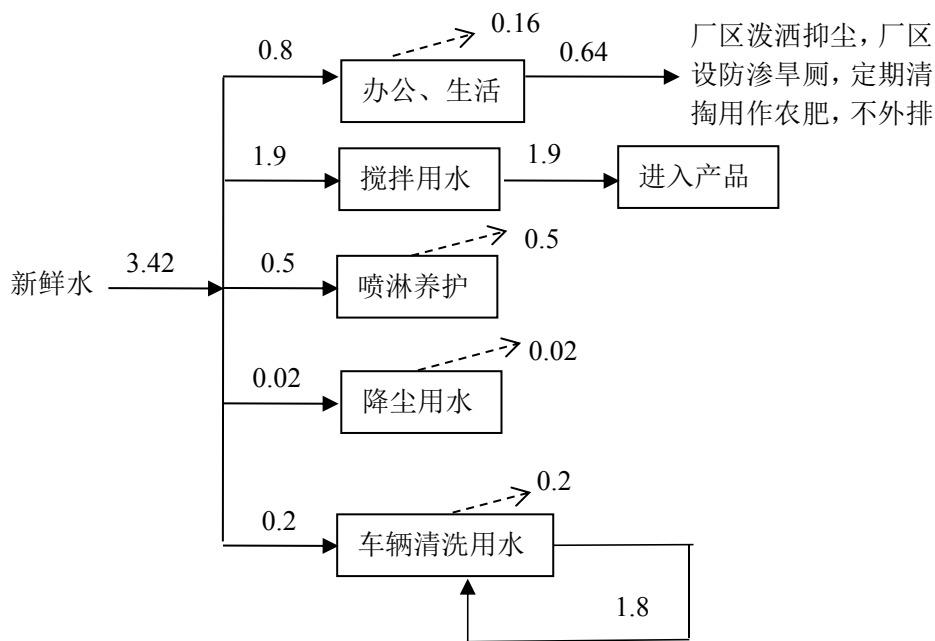 0.16
0.8
0.64
厂区泼洒抑尘，厂区
设防渗旱厕，定期清
掏用作农肥，不外排
办公、生活
1.9
1.9
搅拌用水
进入产品
0.5
新鲜水
3.42
0.5
喷淋养护
0.02
0.02
降尘用水
0.2
0.2
车辆清洗用水
1.8